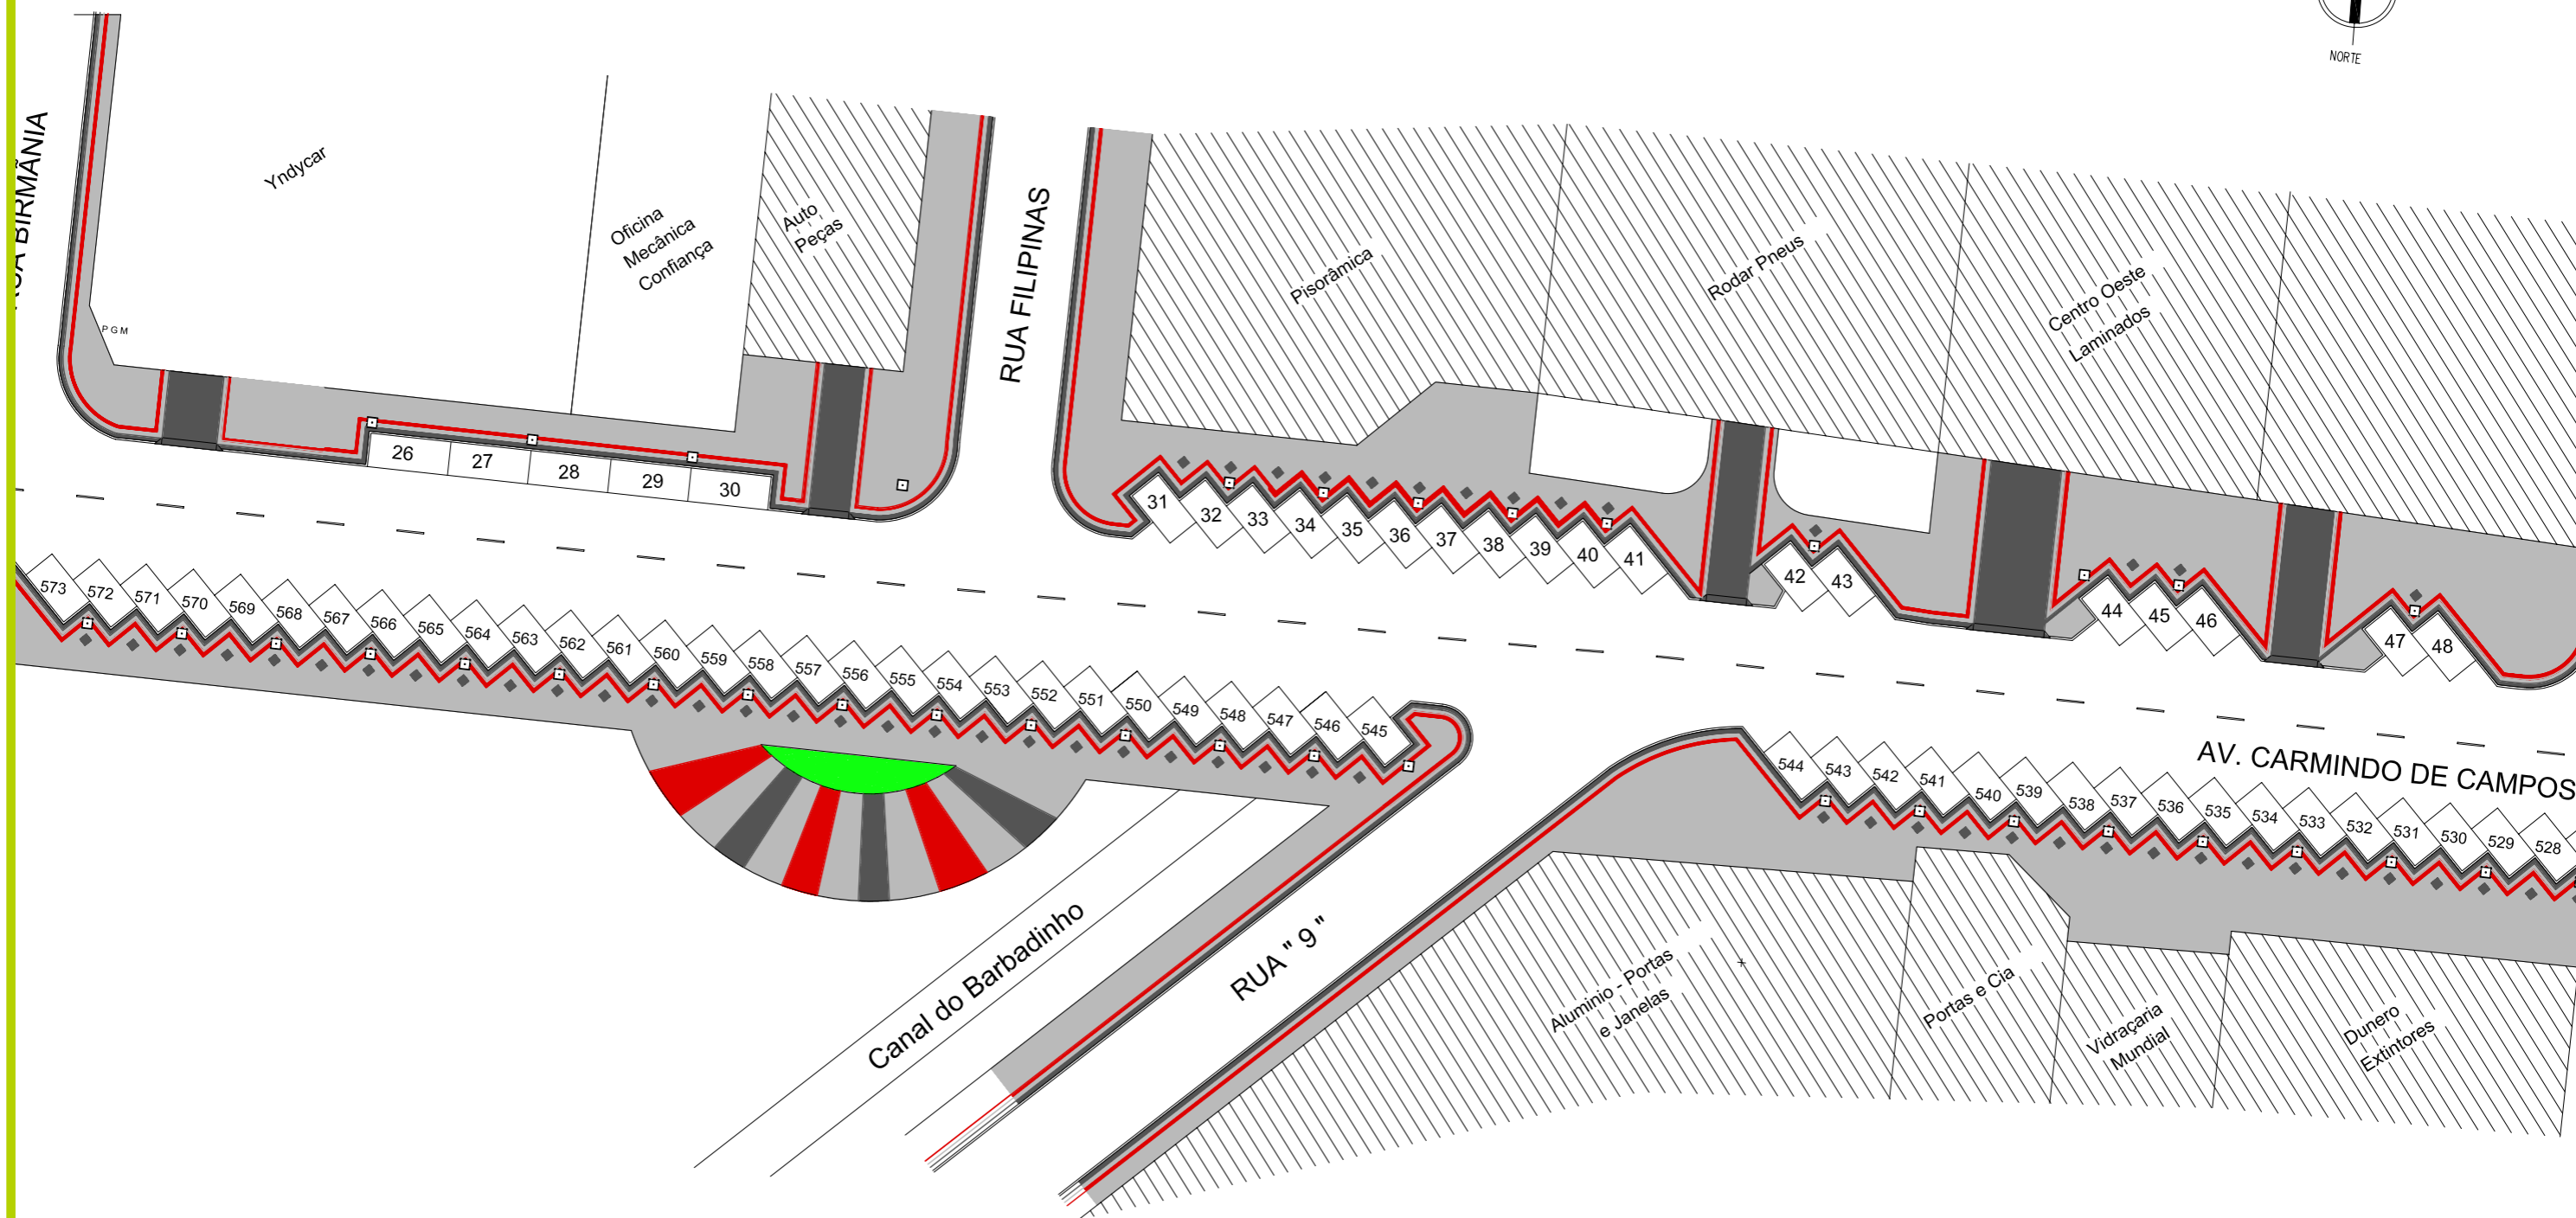 NORTE
RUA BIRMÂNIA
Yndycar
Oficina
Mecânica
Confiança
Auto
Peças
RUA FILIPINAS
Pisorâmica
Rodar Pneus
Centro Oeste
Laminados
P G M
26 27 28 29 30
31 32 33 34 35 36 37 38 39 40 41
42 43
44 45 46
47 48
573 572 571 570 569 568 567 566 565 564 563 562 561 560 559 558 557 556 555 554 553 552 551 550 549 548 547 546 545
544 543 542 541 540 539 538 537 536 535 534 533 532 531 530 529 528
AV. CARMINDO DE CAMPOS
Canal do Barbadinho
RUA " 9 "
Aluminio - Portas
e Janelas
Portas e Cia
Vidraçaria
Mundial
Dunero
Extintores